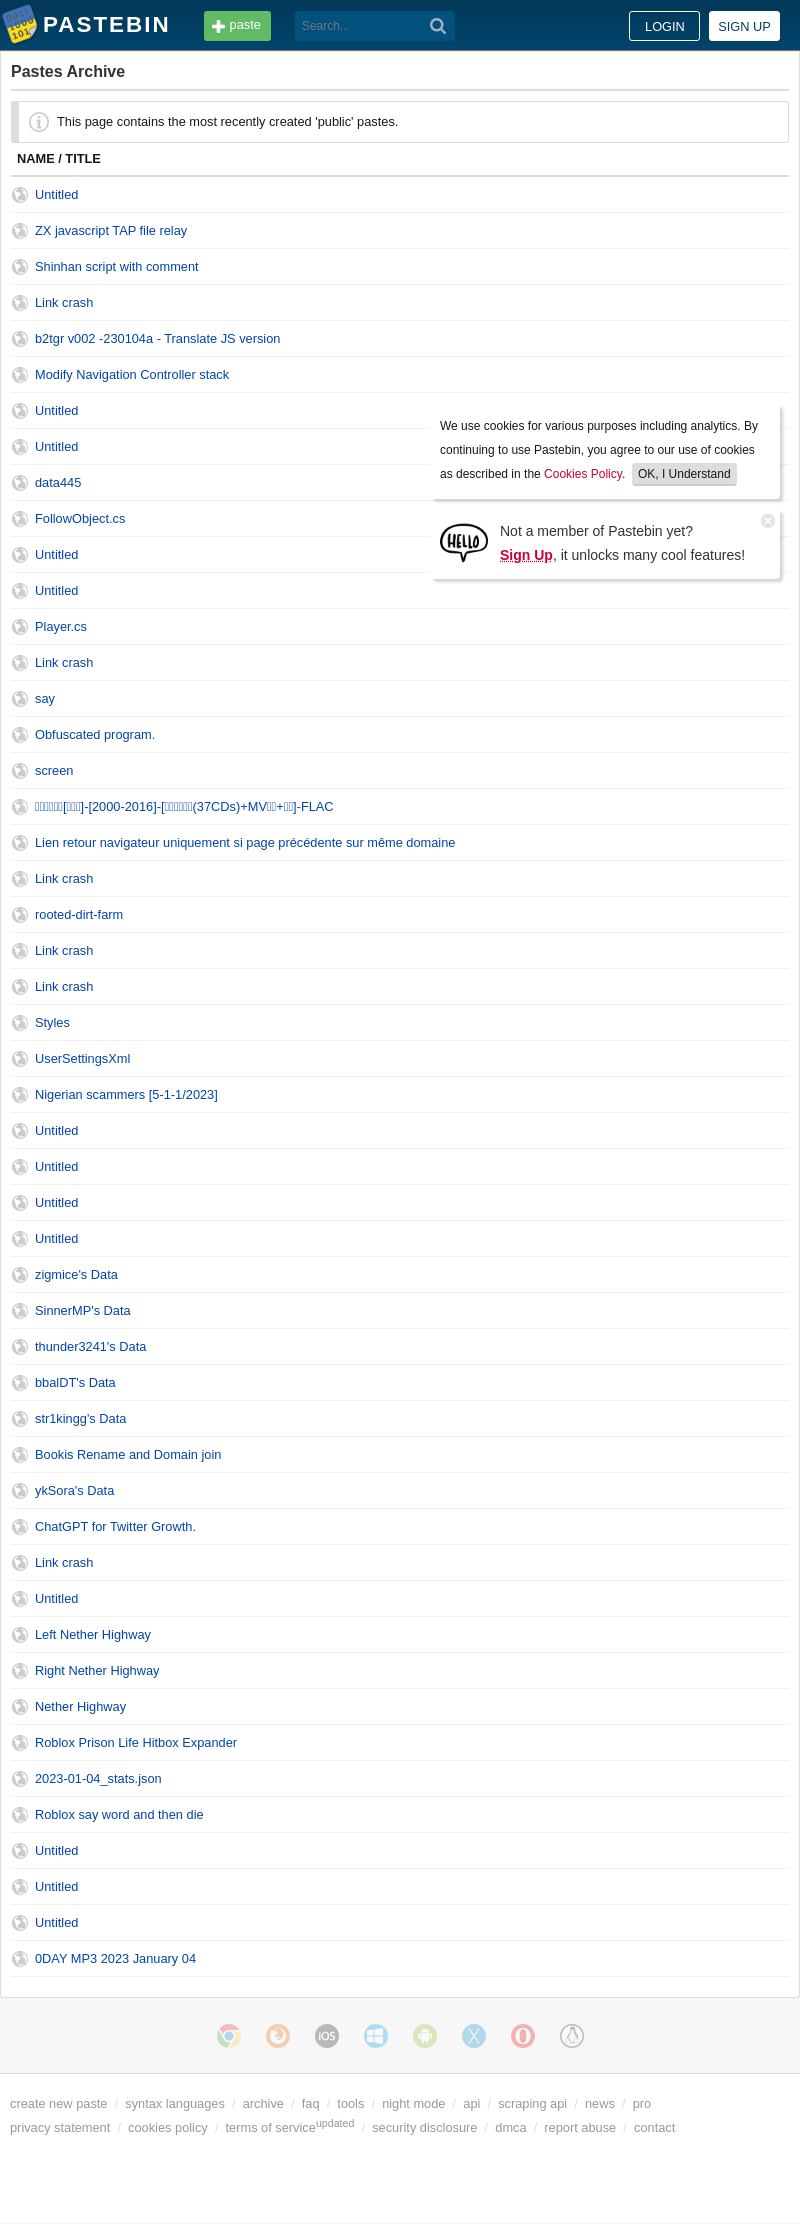 PASTEBIN
paste
Search...
LOGIN
SIGN UP
Pastes Archive
This page contains the most recently created 'public' pastes.
NAME / TITLE
Untitled
ZX javascript TAP file relay
Shinhan script with comment
Link crash
b2tgr v002 -230104a - Translate JS version
Modify Navigation Controller stack
Untitled
Untitled
data445
FollowObject.cs
Untitled
Untitled
We use cookies for various purposes including analytics. By
continuing to use Pastebin, you agree to our use of cookies
as described in the Cookies Policy. OK, I Understand
HELLO
Not a member of Pastebin yet?
Sign Up, it unlocks many cool features!
Player.cs
Link crash
say
Obfuscated program.
screen
[]-[2000-2016]-[(37CDs)+MV+]-FLAC
Lien retour navigateur uniquement si page précédente sur même domaine
Link crash
rooted-dirt-farm
Link crash
Link crash
Styles
UserSettingsXml
Nigerian scammers [5-1-1/2023]
Untitled
Untitled
Untitled
Untitled
zigmice's Data
SinnerMP's Data
thunder3241's Data
bbalDT's Data
str1kingg's Data
Bookis Rename and Domain join
ykSora's Data
ChatGPT for Twitter Growth.
Link crash
Untitled
Left Nether Highway
Right Nether Highway
Nether Highway
Roblox Prison Life Hitbox Expander
2023-01-04_stats.json
Roblox say word and then die
Untitled
Untitled
Untitled
0DAY MP3 2023 January 04
iOS
create new paste / syntax languages / archive / faq / tools / night mode / api / scraping api / news / pro
privacy statement / cookies policy / terms of service updated / security disclosure / dmca / report abuse / contact